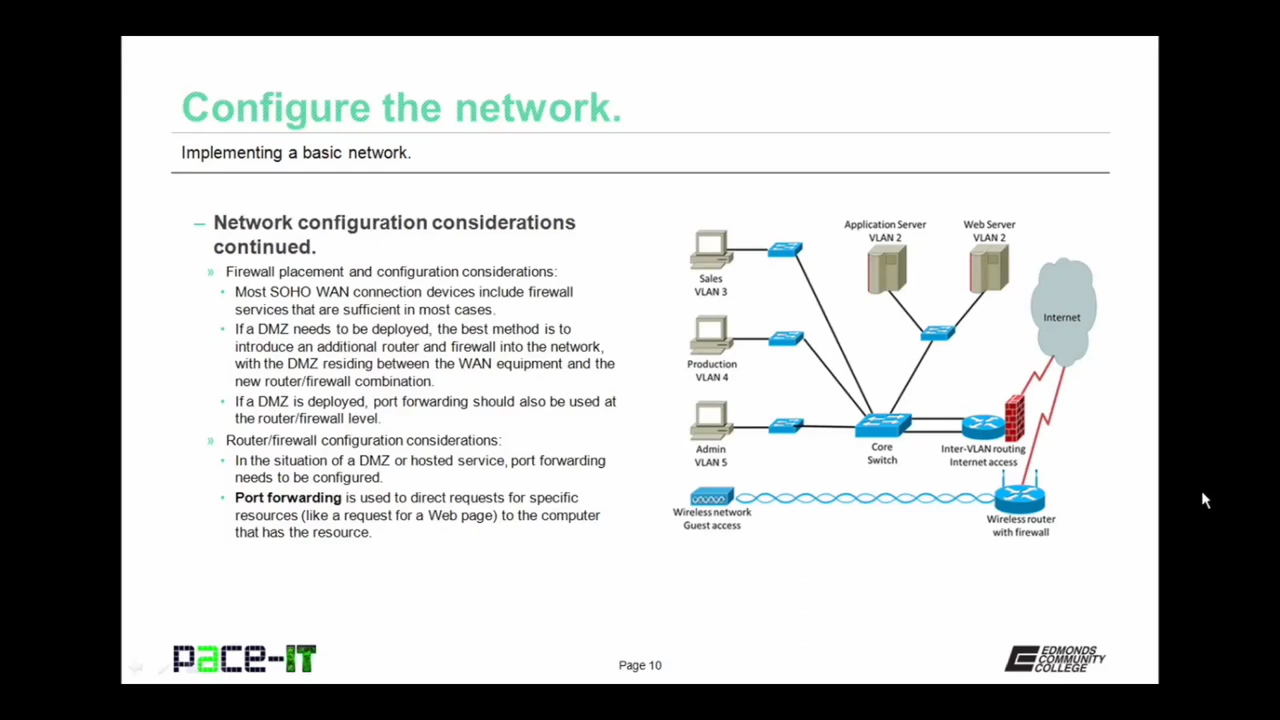 Configure the network.
Implementing a basic network.
– Network configuration considerations
continued.
» Firewall placement and configuration considerations:
• Most SOHO WAN connection devices include firewall
services that are sufficient in most cases.
• If a DMZ needs to be deployed, the best method is to
introduce an additional router and firewall into the network,
with the DMZ residing between the WAN equipment and the
new router/firewall combination.
• If a DMZ is deployed, port forwarding should also be used at
the router/firewall level.
» Router/firewall configuration considerations:
• In the situation of a DMZ or hosted service, port forwarding
needs to be configured.
• Port forwarding is used to direct requests for specific
resources (like a request for a Web page) to the computer
that has the resource.
Application Server
VLAN 2
Web Server
VLAN 2
Sales
VLAN 3
Internet
Production
VLAN 4
Admin
VLAN 5
Core
Switch
Inter-VLAN routing
Internet access
Wireless network
Guest access
Wireless router
with firewall
pace-IT
Page 10
EDMONDS
COMMUNITY
COLLEGE